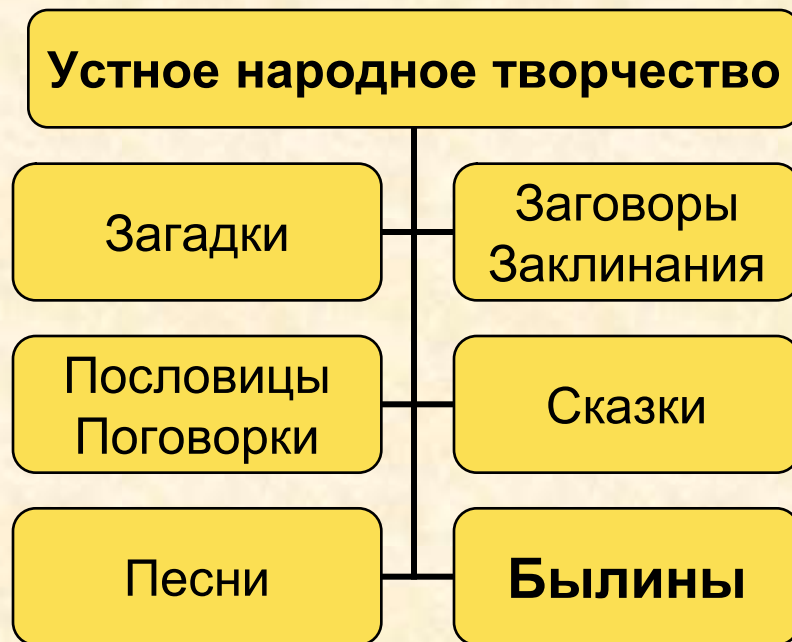 Устное народное творчество
Загадки
Заговоры
Заклинания
Пословицы
Поговорки
Сказки
Песни
Былины